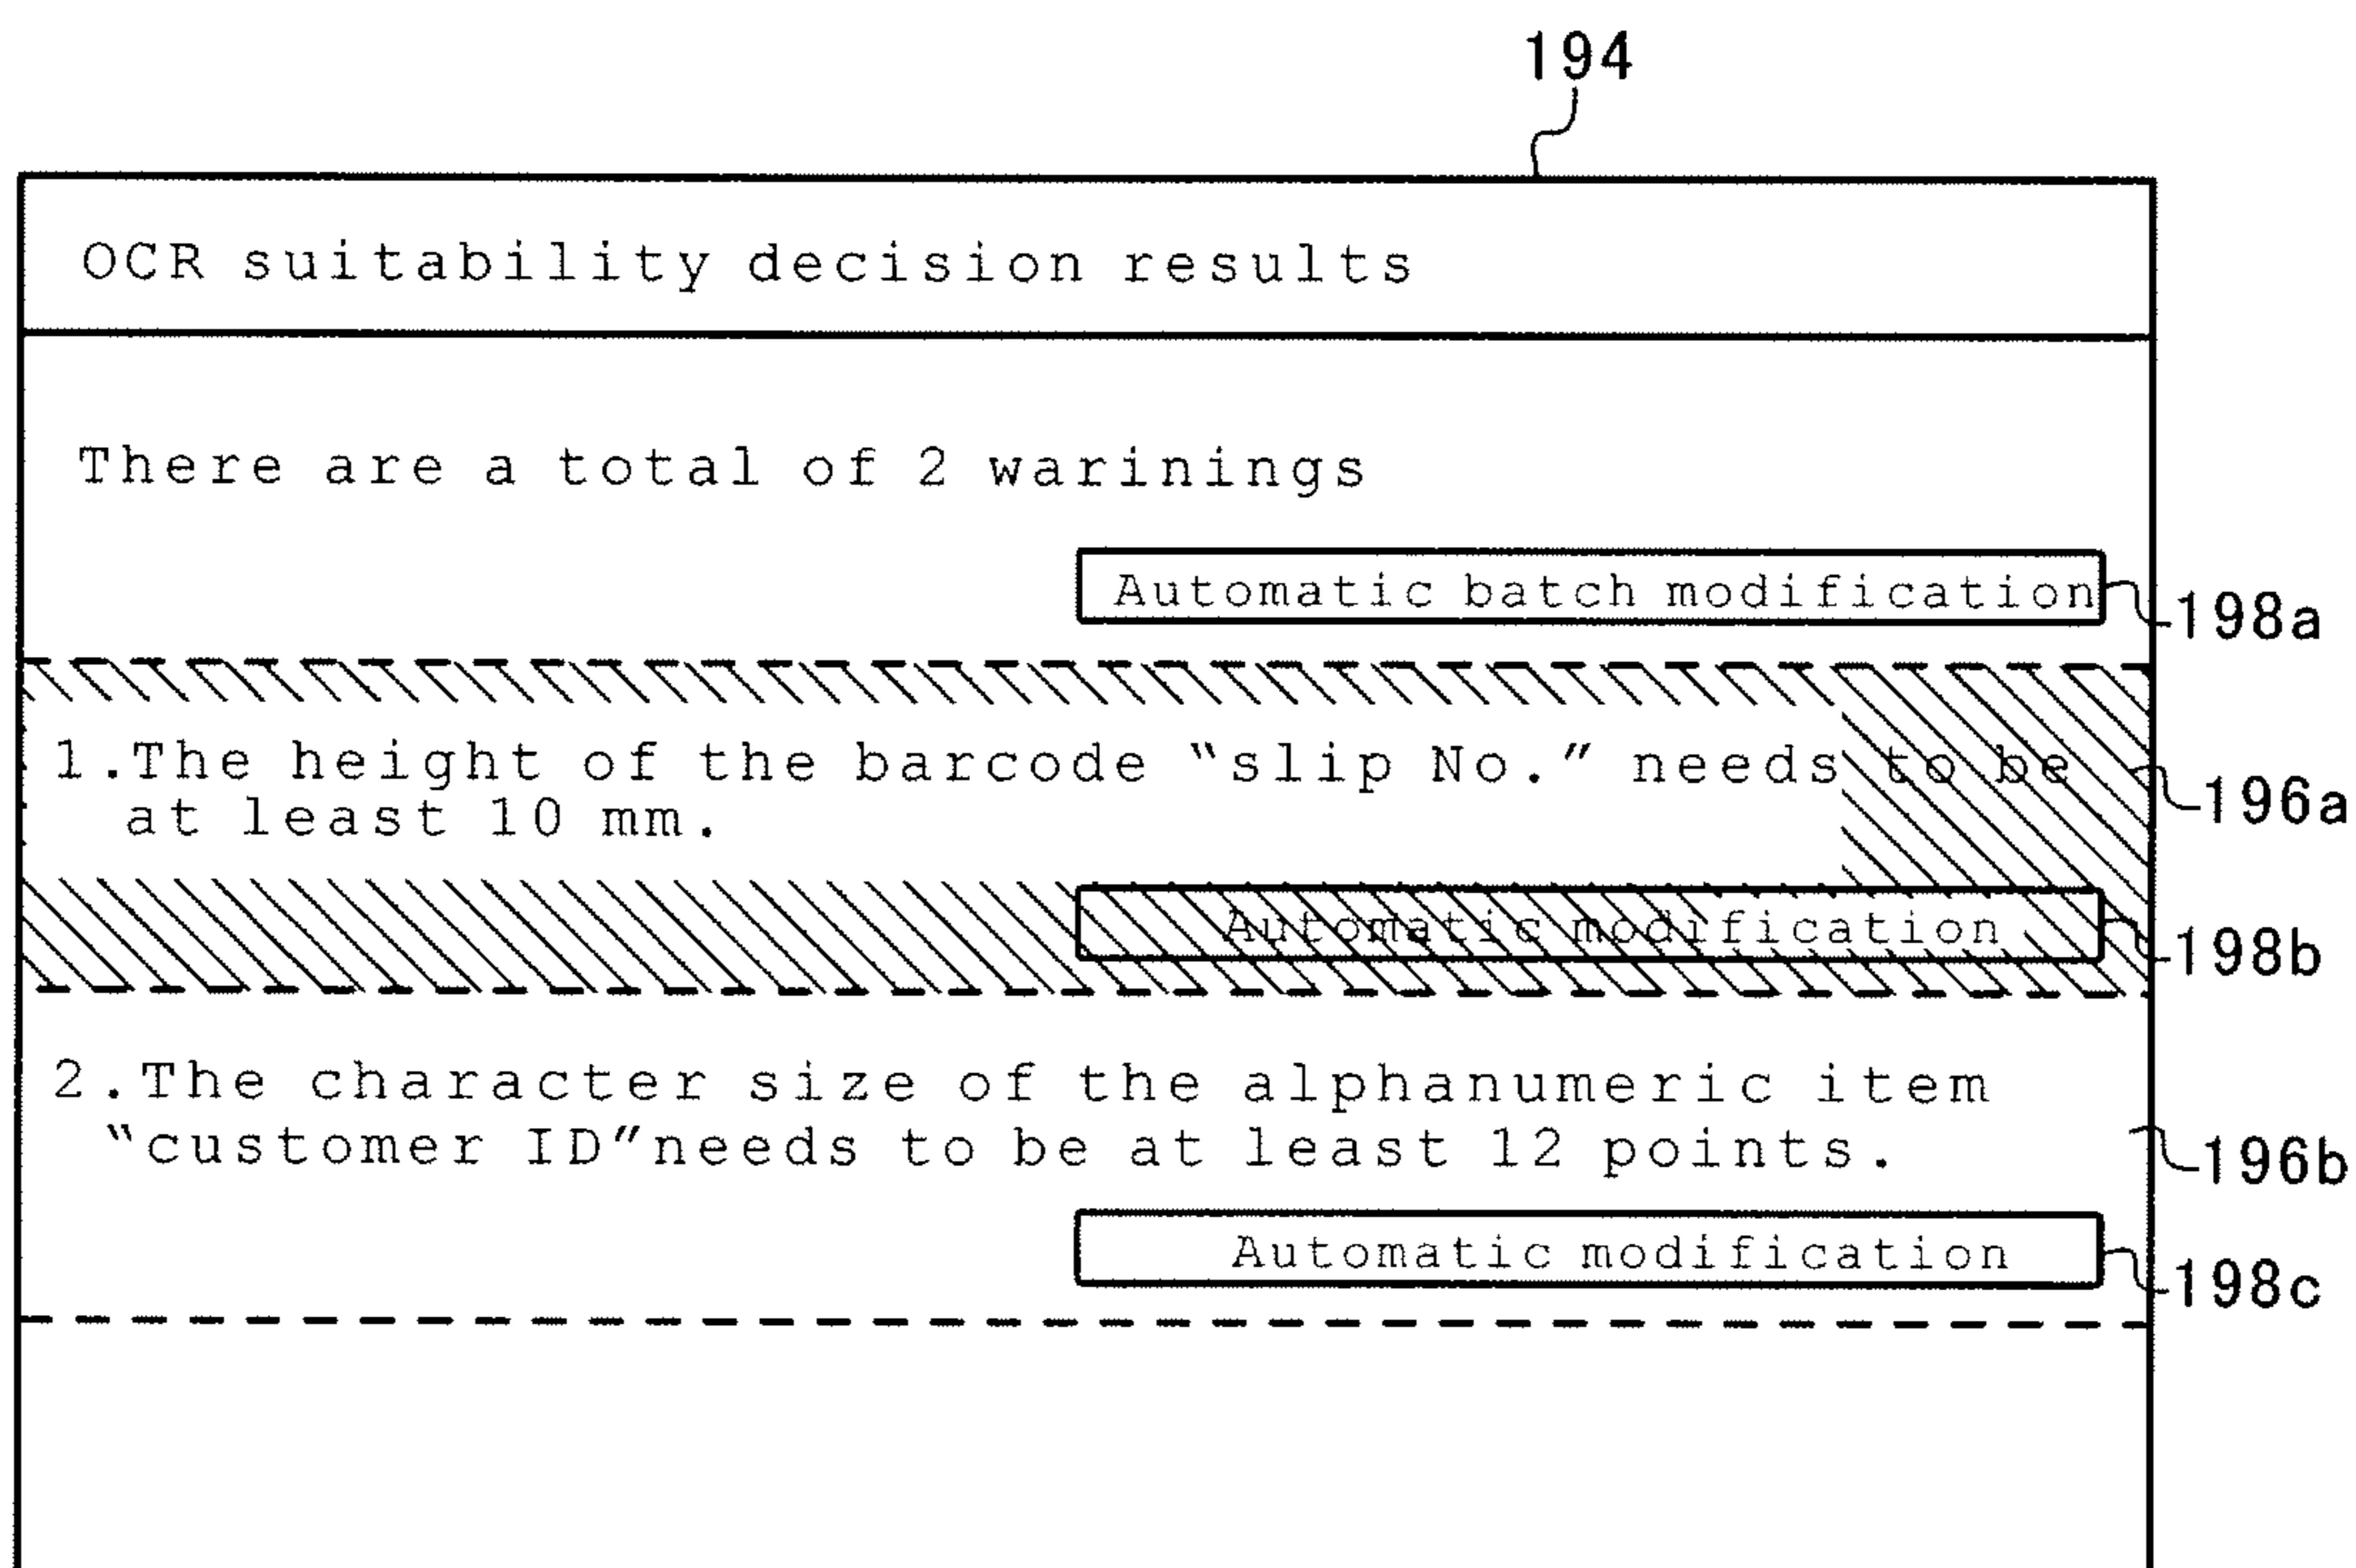 194
OCR suitability decision results
There are a total of 2 warinings
Automatic batch modification
198a
1.The height of the barcode “slip No.” needs to be
at least 10 mm.
196a
Automatic modification
198b
2.The character size of the alphanumeric item
“customer ID”needs to be at least 12 points.
196b
Automatic modification
198c